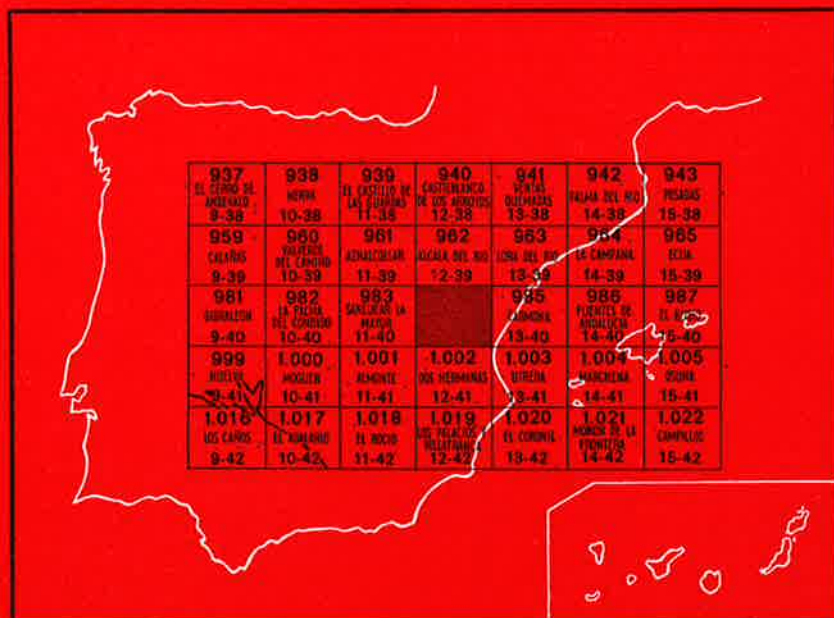 937 938 939 940 941 942 943
EL CERRO DE ANDEVALO NERVA EL CASTILLO DE LAS GUARDAS CASTILBLANCO DE LOS ARROYOS VENTAS QUEMADAS PALMA DEL RIO POSADAS
9-38 10-38 11-38 12-38 13-38 14-38 15-38
959 960 961 962 963 964 965
CALAÑAS VALVERDE DEL CAMINO AZNALCOLLAR ALCALA DEL RIO LORA DEL RIO LA CAMPANA ECIJA
9-39 10-39 11-39 12-39 13-39 14-39 15-39
981 982 983 985 986 987
GIBRALEON LA PALMA DEL CONDADO SANLUCAR LA MAYOR CARMONA FUENTES DE ANDALUCIA EL
9-40 10-40 11-40 13-40 14-40 15-40
999 1.000 1.001 1.002 1.003 1.004 1.005
HUELVA MOGUER ALMONTE DOS HERMANAS UTRERA MARCHENA OSUNA
9-41 10-41 11-41 12-41 13-41 14-41 15-41
1.016 1.017 1.018 1.019 1.020 1.021 1.022
LOS CAÑOS EL ABALARIO EL ROCIO LOS PALACIOS Y VILLAFRANCA EL CORONIL MORON DE LA FRONTERA CAMPILLOS
9-42 10-42 11-42 12-42 13-42 14-42 15-42